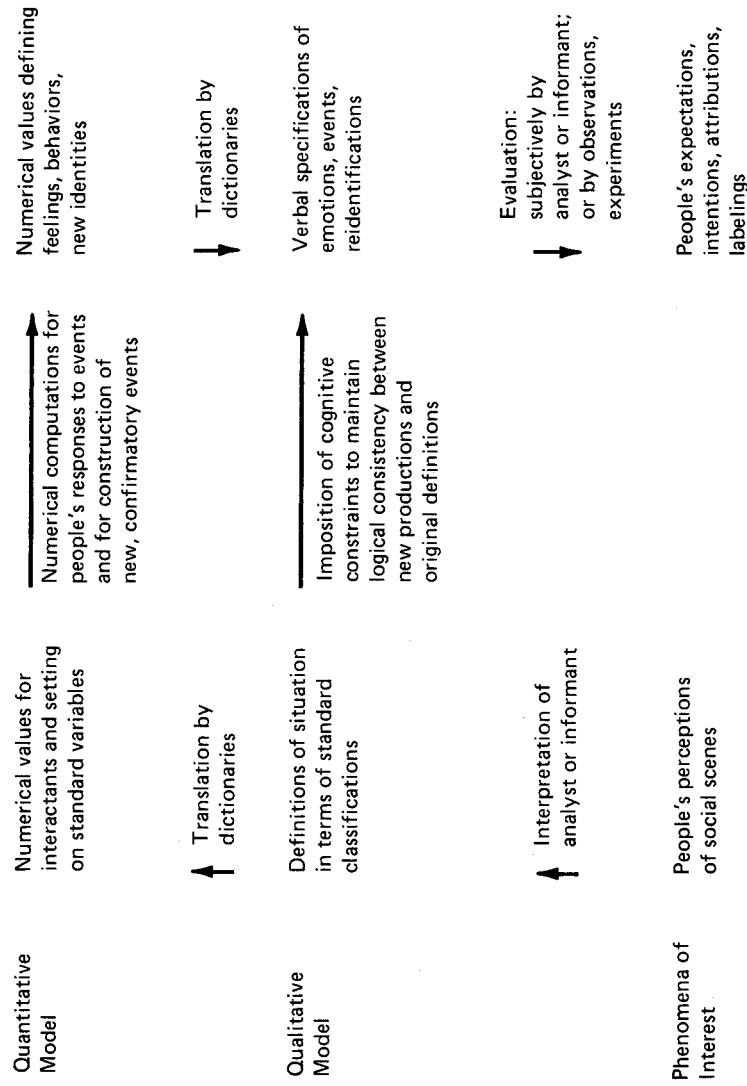 Quantitative
Model
Numerical values for
interactants and setting
on standard variables
Numerical computations for
people's responses to events
and for construction of
new, confirmatory events
Numerical values defining
feelings, behaviors,
new identities
Translation by
dictionaries
Translation by
dictionaries
Qualitative
Model
Definitions of situation
in terms of standard
classifications
Imposition of cognitive
constraints to maintain
logical consistency between
new productions and
original definitions
Verbal specifications of
emotions, events,
reidentifications
Interpretation of
analyst or informant
Evaluation:
subjectively by
analyst or informant;
or by observations,
experiments
Phenomena of
Interest
People's perceptions
of social scenes
People's expectations,
intentions, attributions,
labelings